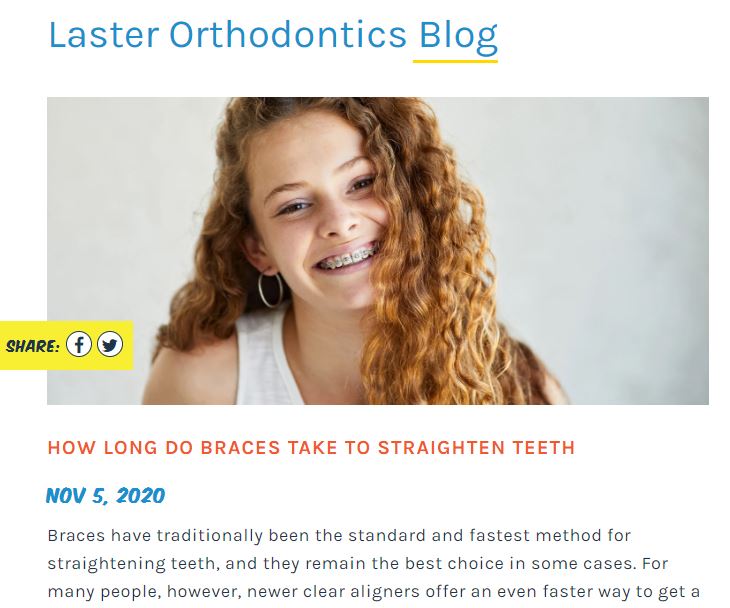 Laster Orthodontics Blog
SHARE:
HOW LONG DO BRACES TAKE TO STRAIGHTEN TEETH
NOV 5, 2020
Braces have traditionally been the standard and fastest method for
straightening teeth, and they remain the best choice in some cases. For
many people, however, newer clear aligners offer an even faster way to get a